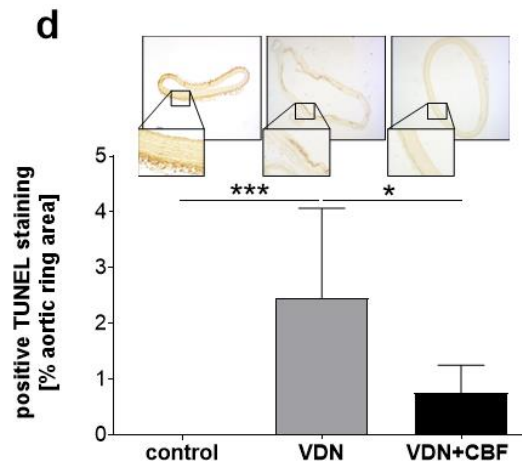 d
positive TUNEL staining
[% aortic ring area]
5
4
3
2
1
0
***
*
control VDN VDN+CBF